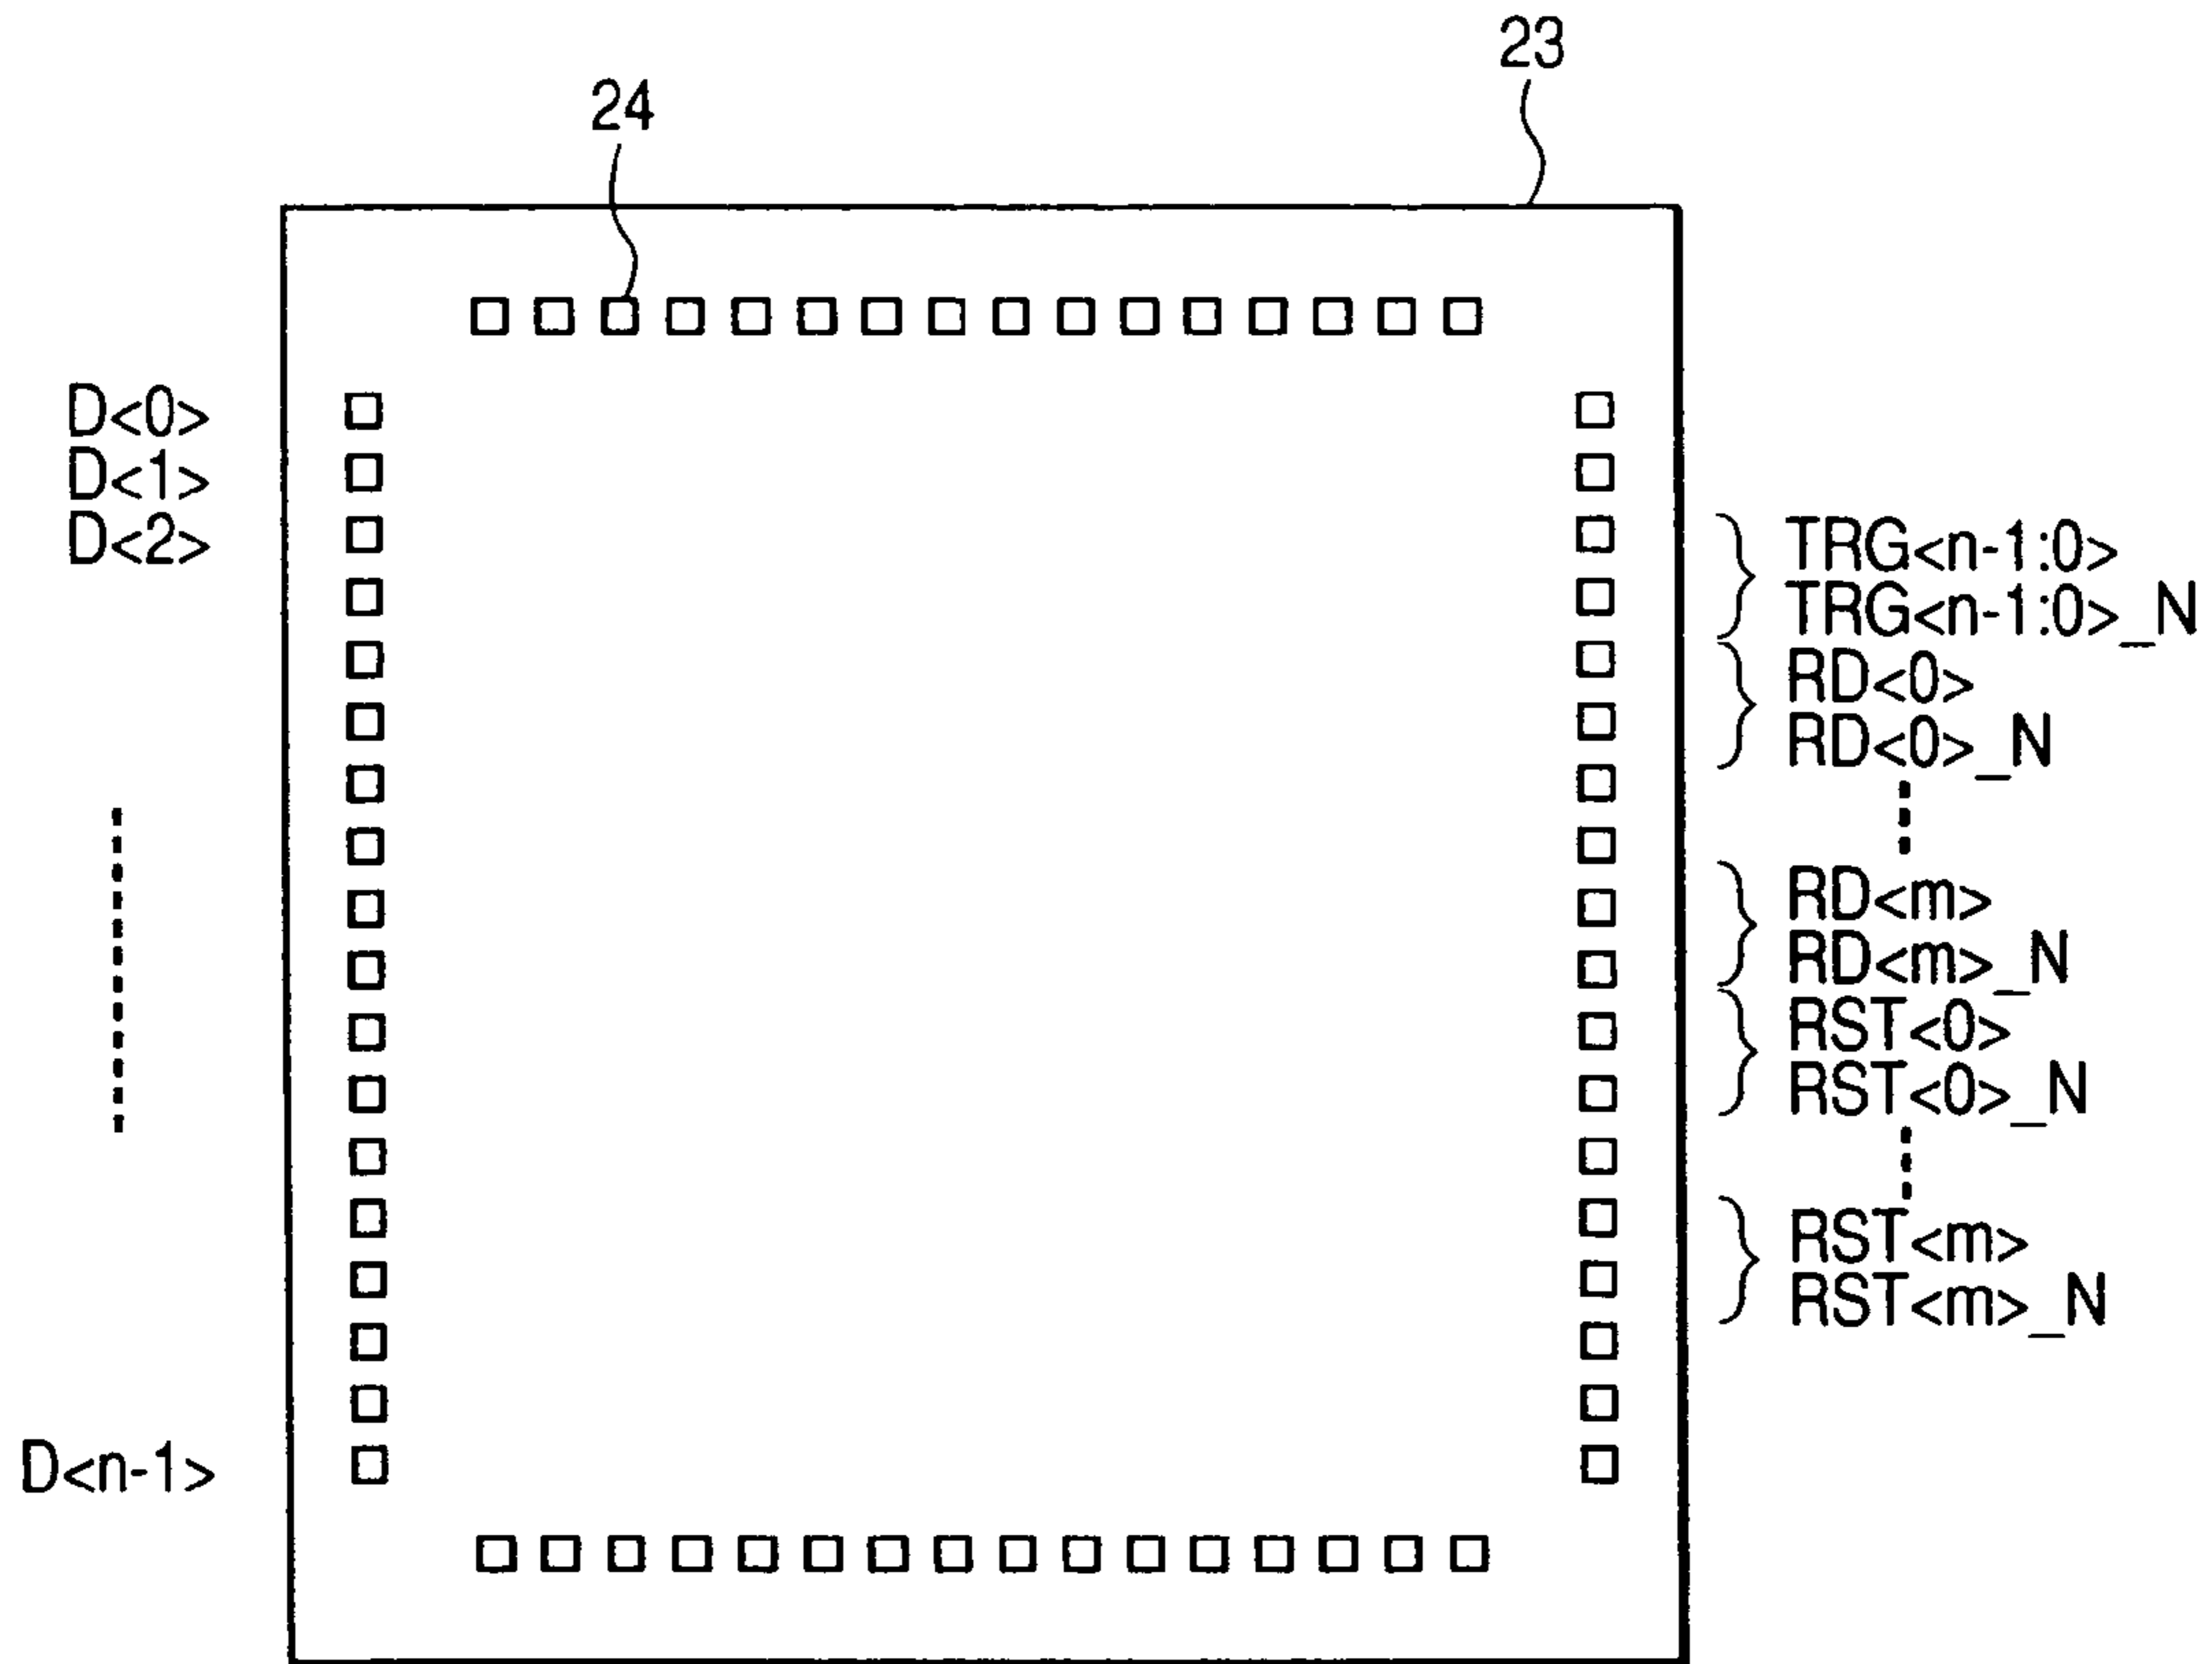 23
24
D<0>
D<1>
D<2>
D<n-1>
TRG<n-1:0>
TRG<n-1:0>_N
RD<0>
RD<0>_N
RD<m>
RD<m>_N
RST<0>
RST<0>_N
RST<m>
RST<m>_N